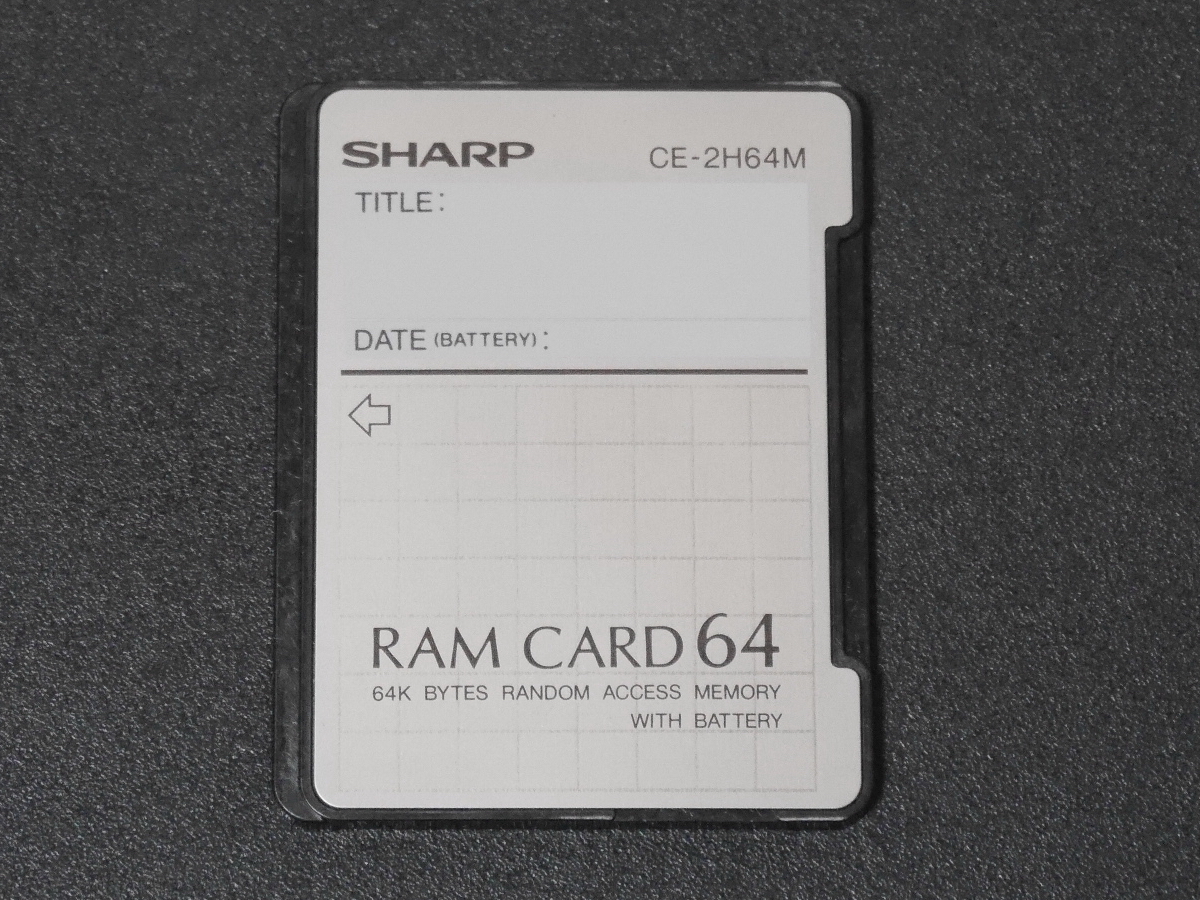 SHARP CE-2H64M
TITLE:
DATE (BATTERY):
RAM CARD 64
64K BYTES RANDOM ACCESS MEMORY
WITH BATTERY